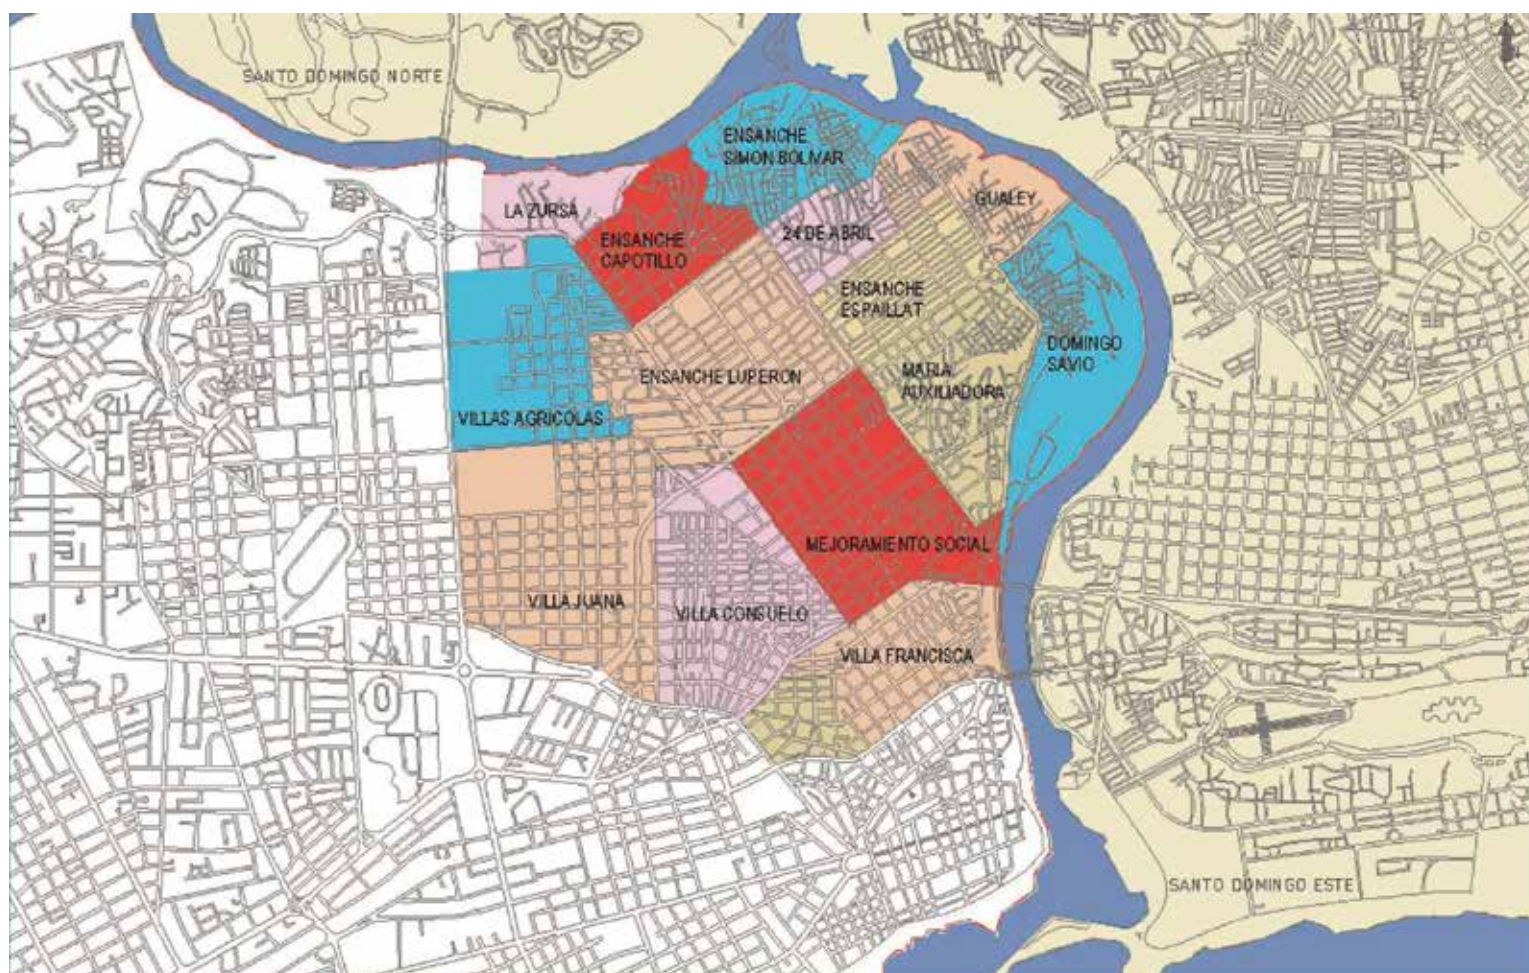 SANTO DOMINGO NORTE
ENSANCHE
SIMON BOLIVAR
LA ZURSA
GUALEY
ENSANCHE
CAPOTILLO
24 DE ABRIL
ENSANCHE
ESPAILLAT
DOMINGO
SAVIO
ENSANCHE LUPERON
MARIA
AUXILIADORA
VILLAS AGRICOLAS
MEJORAMIENTO SOCIAL
VILLA JUANA
VILLA CONSUELO
VILLA FRANCISCA
SANTO DOMINGO ESTE